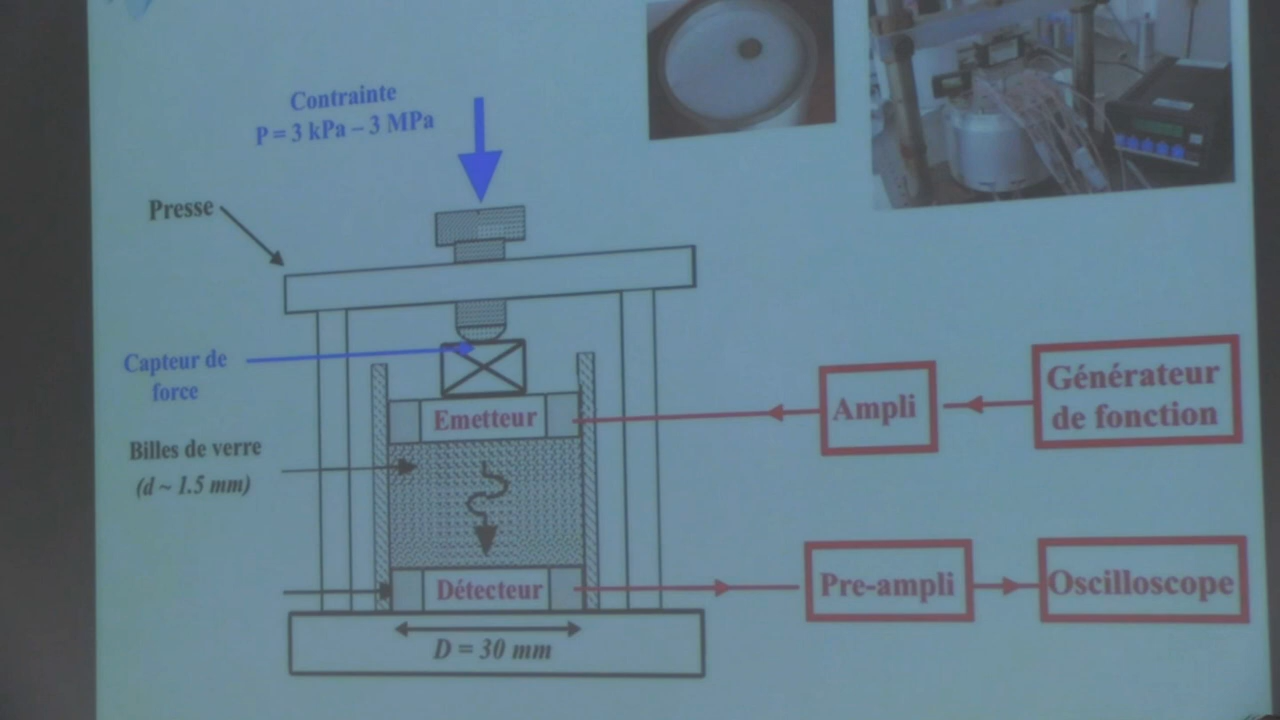 Contrainte
P = 3 kPa – 3 MPa
Presse
Capteur de
force
Emetteur
Ampli
Générateur
de fonction
Billes de verre
(d ~ 1.5 mm)
Détecteur
Pre-ampli
Oscilloscope
D = 30 mm